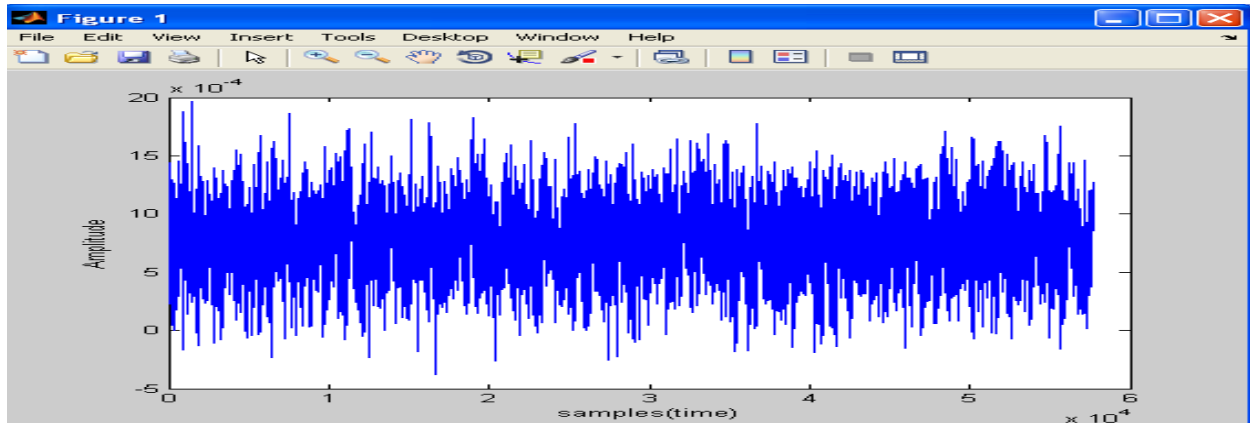 Figure 1
File Edit View Insert Tools Desktop Window Help
× 10-4
20
15
10
5
0
-5
Amplitude
0 1 2 3 4 5 6
samples(time)
× 10^4